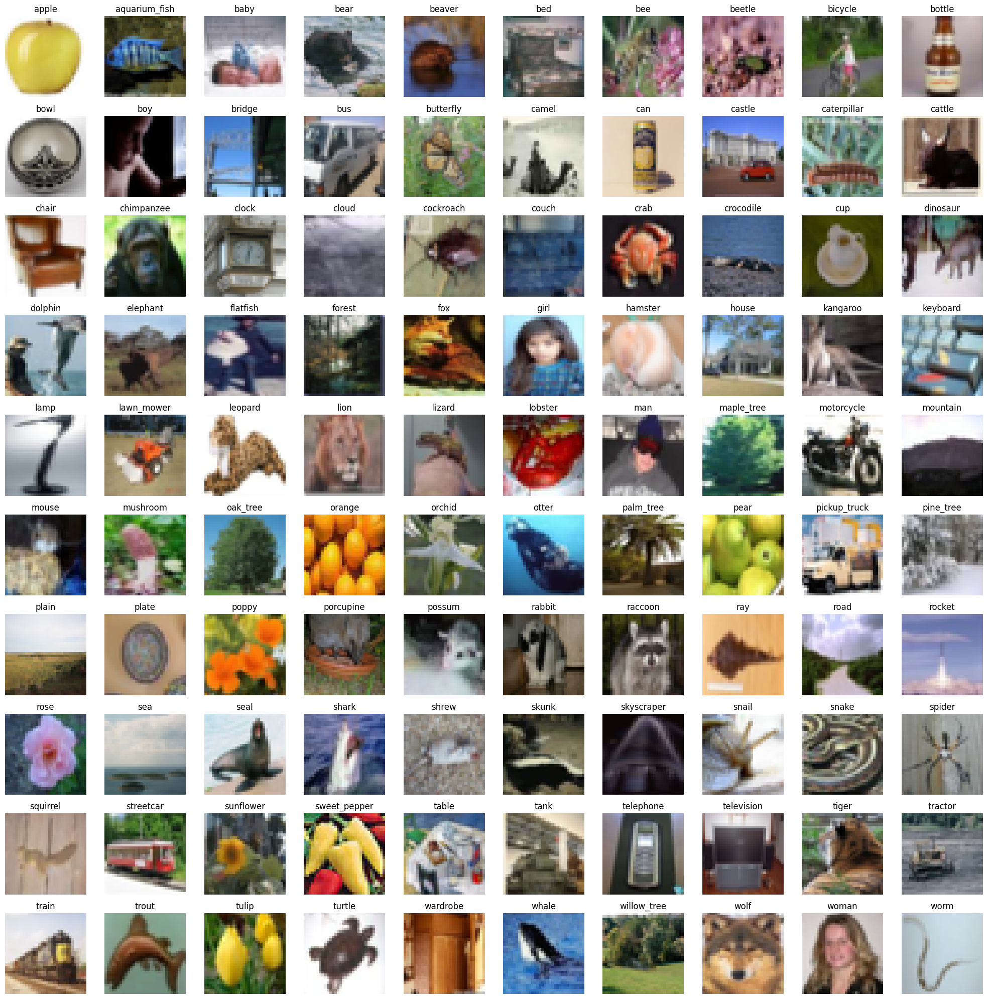 apple aquarium_fish baby bear beaver bed bee beetle bicycle bottle
bowl boy bridge bus butterfly camel can castle caterpillar cattle
chair chimpanzee clock cloud cockroach couch crab crocodile cup dinosaur
dolphin elephant flatfish forest fox girl hamster house kangaroo keyboard
lamp lawn_mower leopard lion lizard lobster man maple_tree motorcycle mountain
mouse mushroom oak_tree orange orchid otter palm_tree pear pickup_truck pine_tree
plain plate poppy porcupine possum rabbit raccoon ray road rocket
rose sea seal shark shrew skunk skyscraper snail snake spider
squirrel streetcar sunflower sweet_pepper table tank telephone television tiger tractor
train trout tulip turtle wardrobe whale willow_tree wolf woman worm